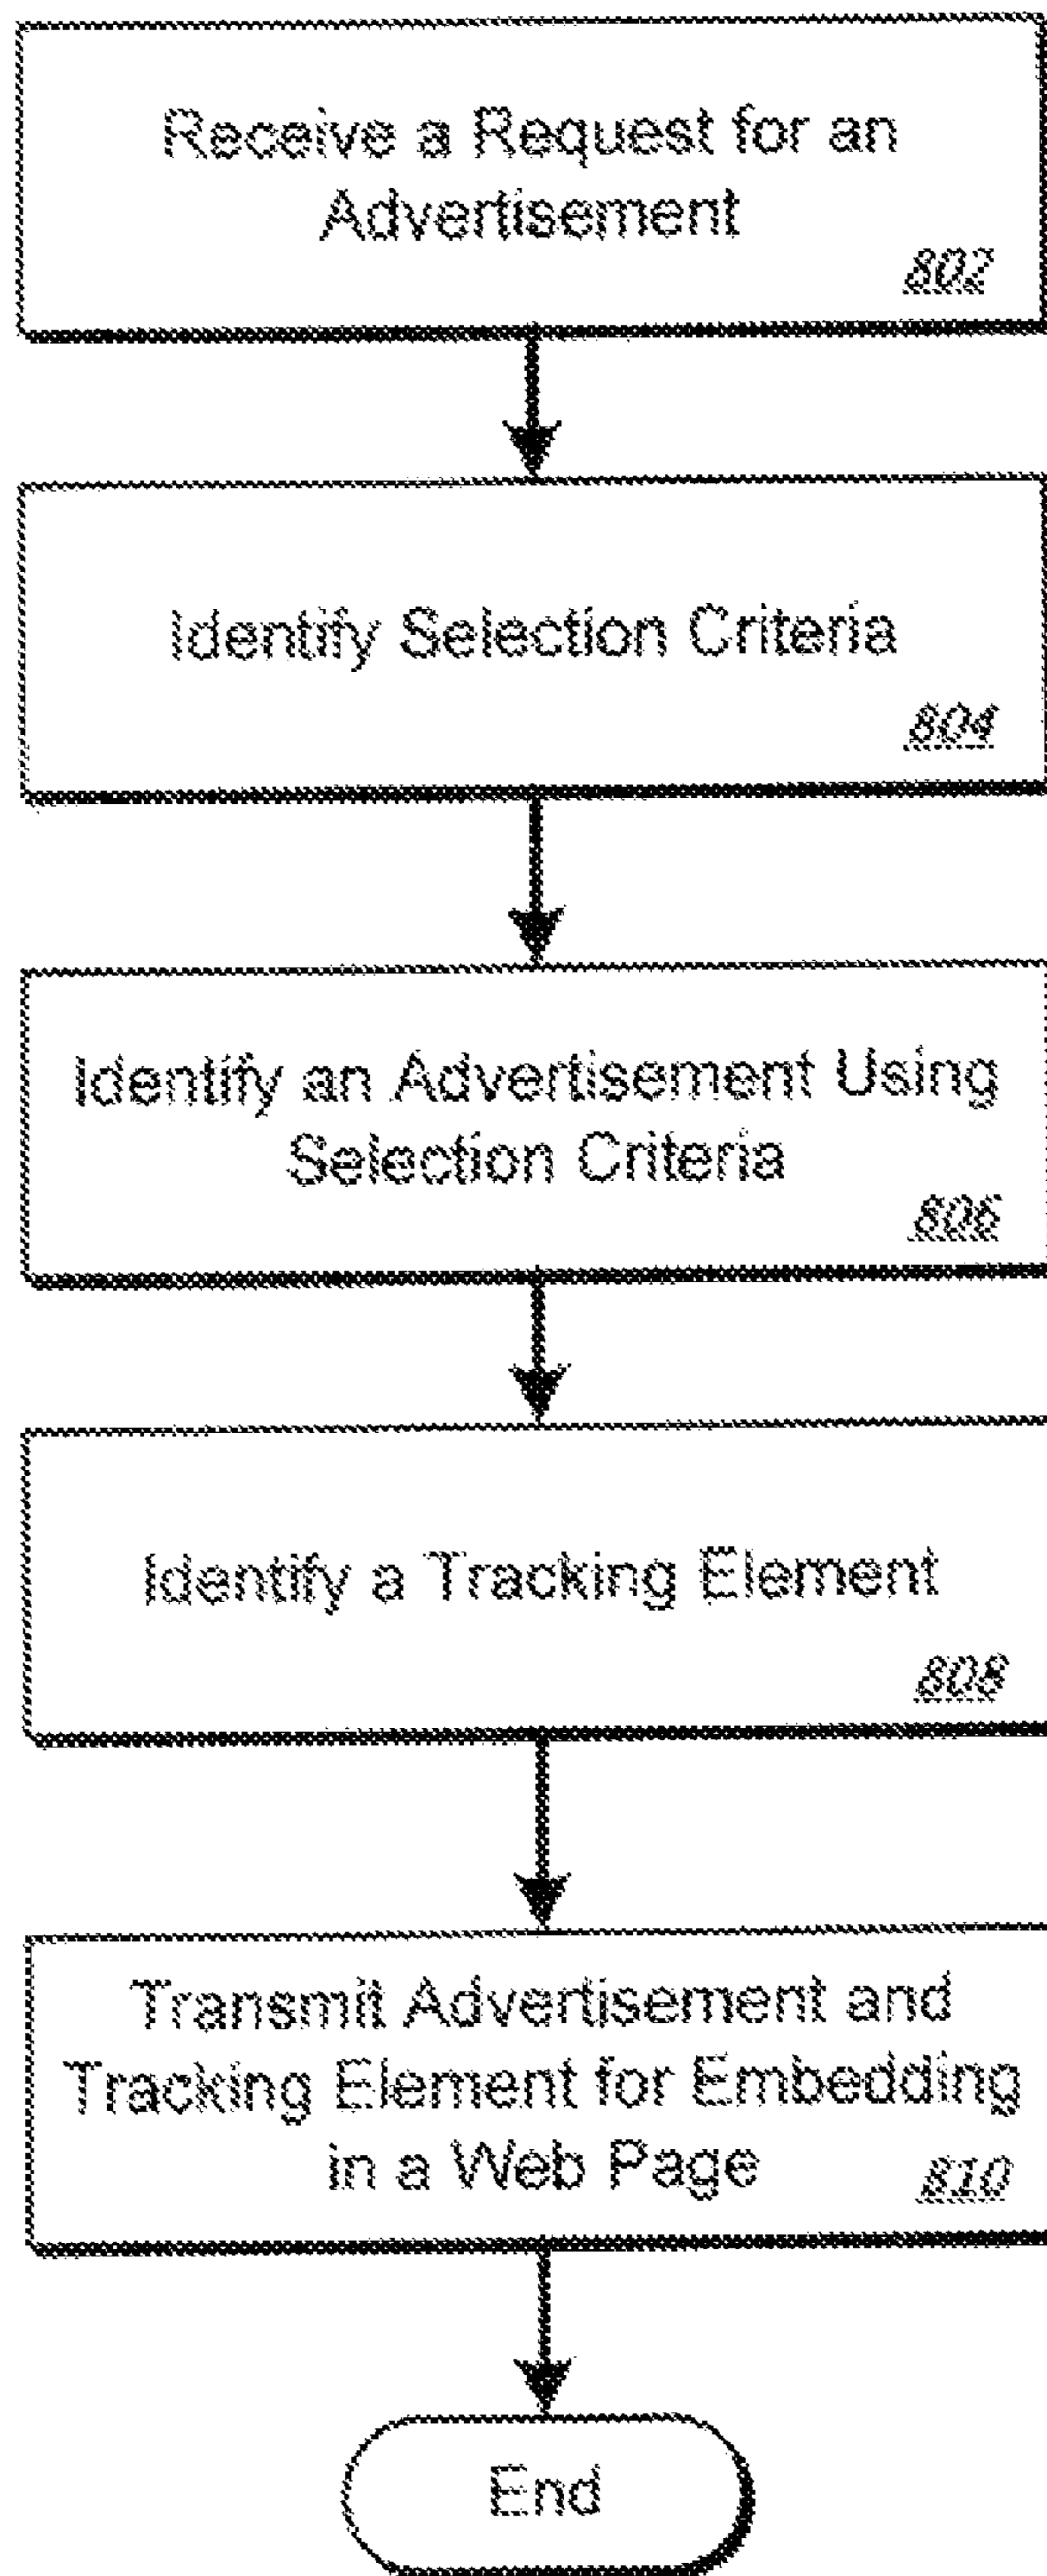 Receive a Request for an
Advertisement
802
Identify Selection Criteria
804
Identify an Advertisement Using
Selection Criteria
806
Identify a Tracking Element
808
Transmit Advertisement and
Tracking Element for Embedding
in a Web Page
810
End